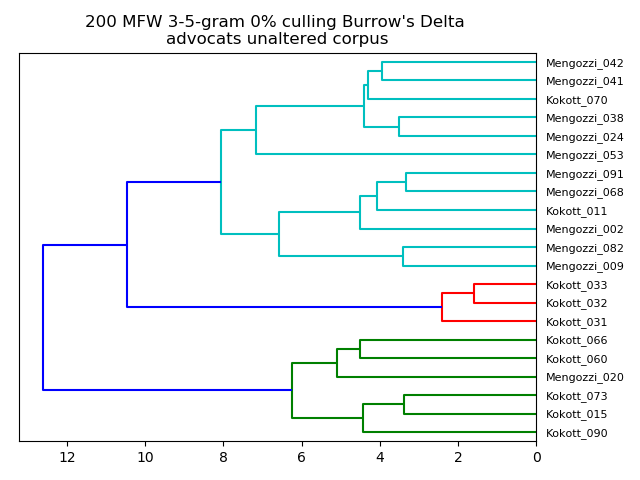 200 MFW 3-5-gram 0% culling Burrow's Delta
advocats unaltered corpus
Mengozzi_042
Mengozzi_041
Kokott_070
Mengozzi_038
Mengozzi_024
Mengozzi_053
Mengozzi_091
Mengozzi_068
Kokott_011
Mengozzi_002
Mengozzi_082
Mengozzi_009
Kokott_033
Kokott_032
Kokott_031
Kokott_066
Kokott_060
Mengozzi_020
Kokott_073
Kokott_015
Kokott_090
12 10 8 6 4 2 0